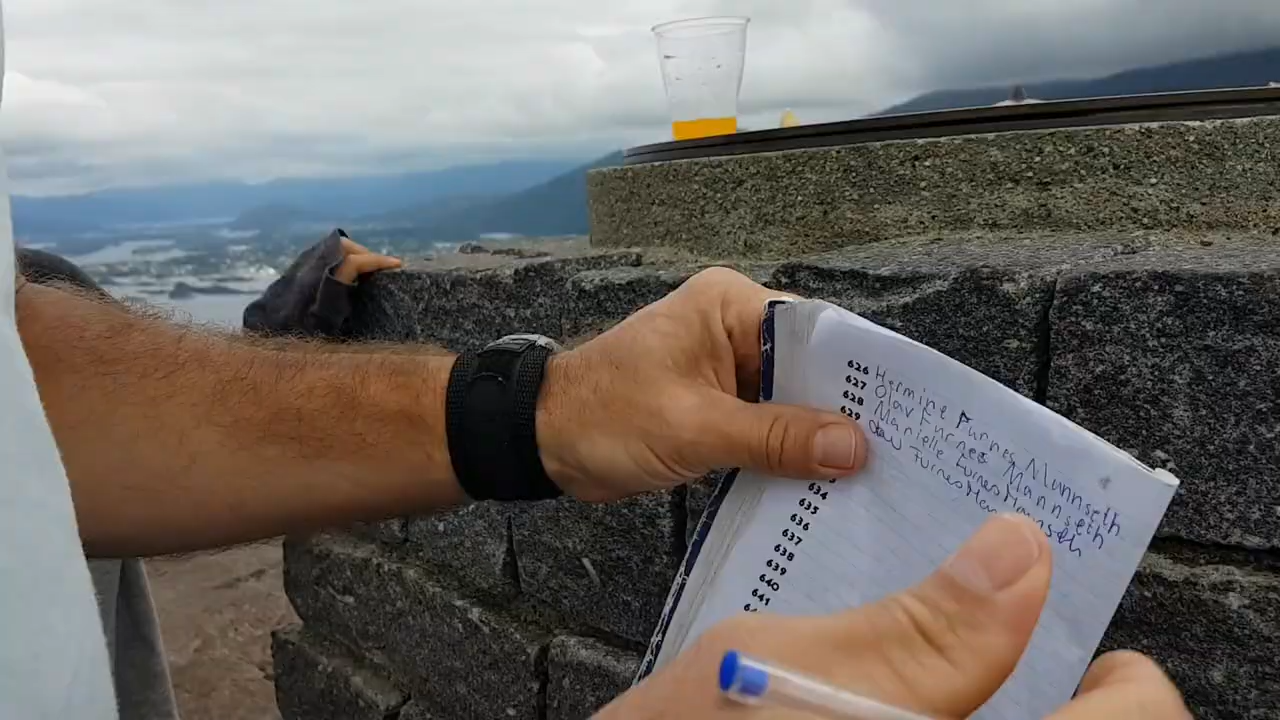 626 Hermine Furnes Mannseth
627 Olav Furnes Mannseth
628 Marielle Furnes Mannseth
629 Furnes
634
635
636
637
638
639
640
641